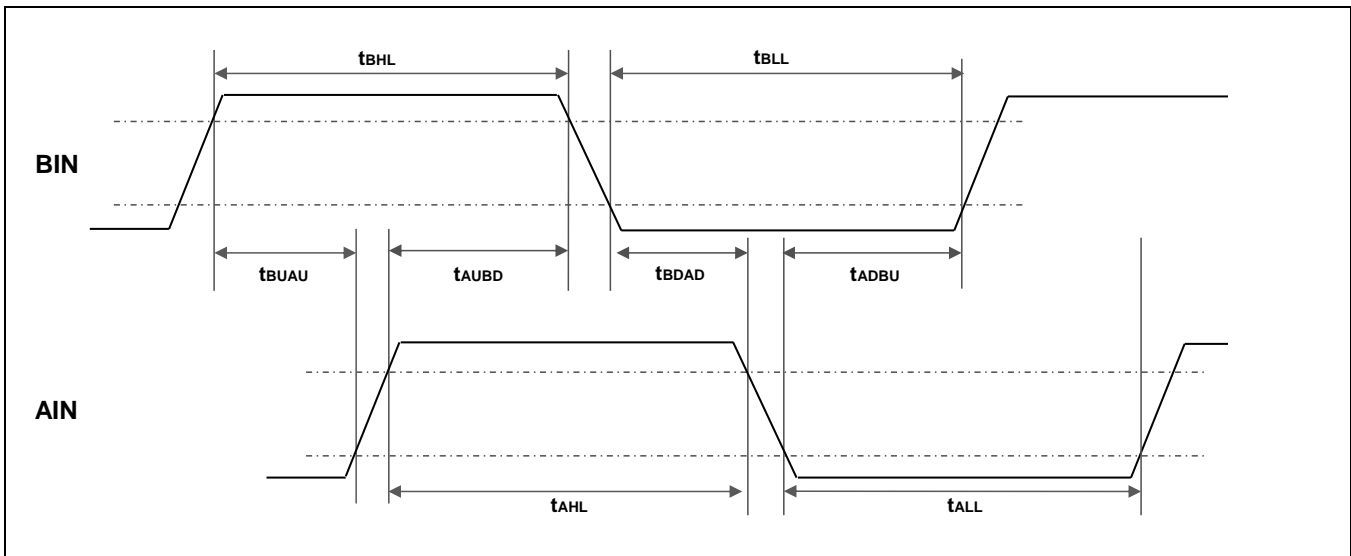 tBHL
tBLL
BIN
tBUAU
tAUBD
tBDAD
tADBU
AIN
tAHL
tALL